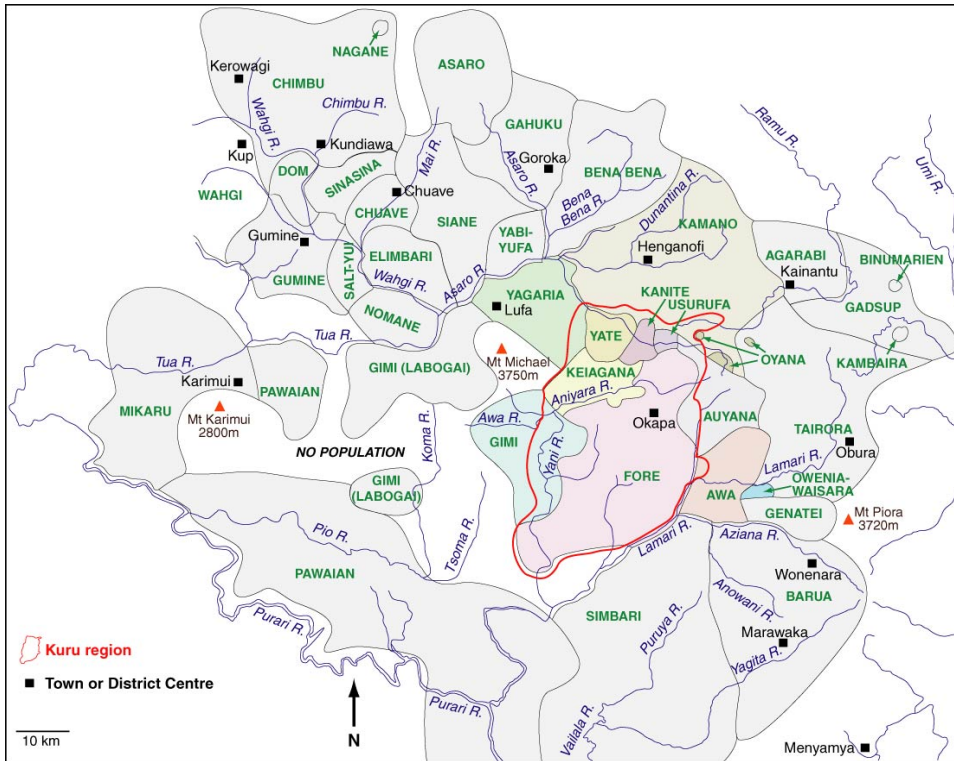 NAGANE
ASARO
Kerowagi
CHIMBU
Wahgi R.
Chimbu R.
Kundiawa
Kup
DOM
SINASINA
Mai R.
GAHUKU
Asaro R.
Goroka
BENA BENA
Bena
Bena R.
Ramu R.
Umi R.
WAHGI
Chuave
CHUAVE
SIANE
YABI-
YUFA
Dunantina R.
KAMANO
Henganofi
Gumine
GUMINE
SALT-YUI
ELIMBARI
Wahgi R.
Asaro R.
NOMANE
AGARABI
Kainantu
BINUMARIEN
GADSUP
YAGARIA
Lufa
KANITE
USURUFA
YATE
OYANA
KAMBAIRA
Tua R.
Tua R.
GIMI (LABOGAI)
Mt Michael
3750m
KEIAGANA
Aniyara R.
Karimui
PAWAIAN
MIKARU
Mt Karimui
2800m
NO POPULATION
Koma R.
Awa R.
GIMI
Yani R.
Okapa
AUYANA
TAIRORA
Obura
Lamari R.
FORE
OWENIA-
WAISARA
AWA
GENATEI
Mt Piora
3720m
GIMI
(LABOGAI)
Pio R.
Tsoma R.
Lamari R.
Aziana R.
Wonenara
PAWAIAN
SIMBARI
Anowani R.
BARUA
Puruya R.
Marawaka
Yagita R.
Purari R.
Purari R.
Vailala R.
Menyamya
Kuru region
Town or District Centre
10 km
N